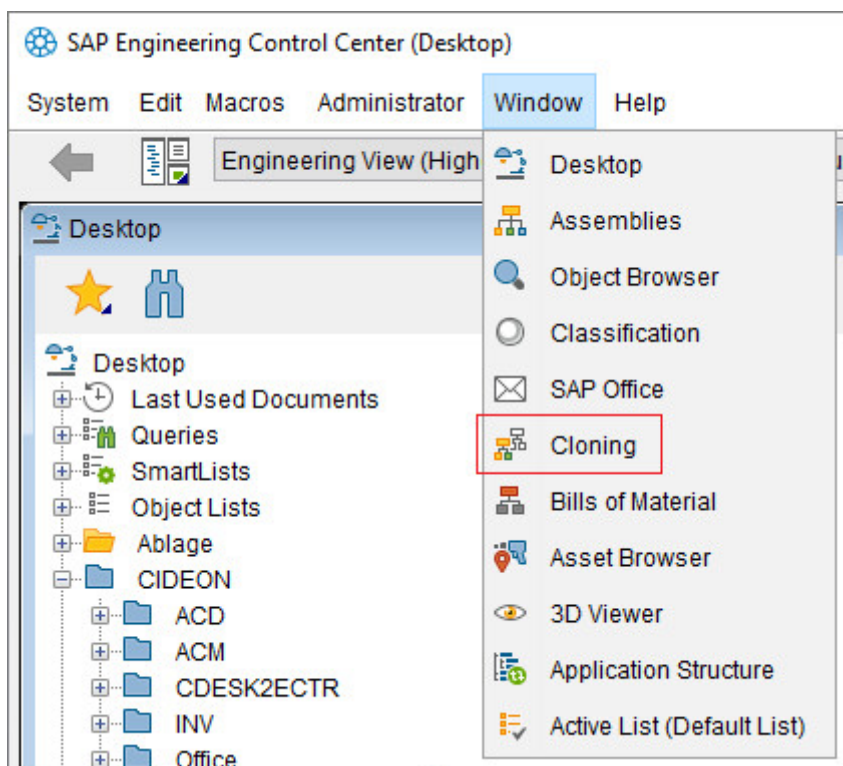 SAP Engineering Control Center (Desktop)
System Edit Macros Administrator Window Help
Engineering View (High
Desktop
Assemblies
Object Browser
Classification
SAP Office
Cloning
Bills of Material
Asset Browser
3D Viewer
Application Structure
Active List (Default List)
Desktop
Desktop
Last Used Documents
Queries
SmartLists
Object Lists
Ablage
CIDEON
ACD
ACM
CDESK2ECTR
INV
Office